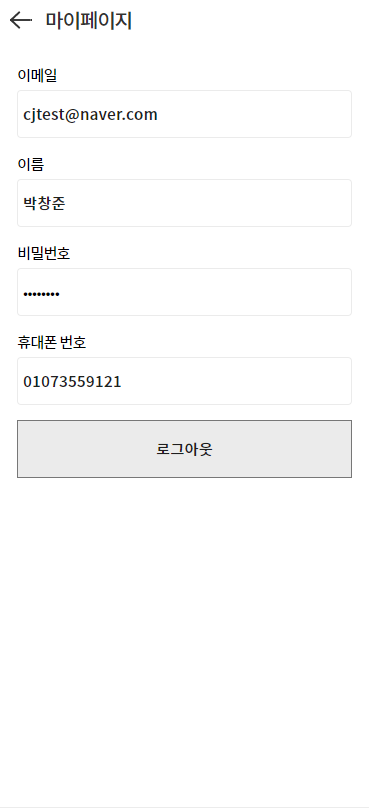 마이페이지
이메일
cjtest@naver.com
이름
박창준
비밀번호
••••••••
휴대폰 번호
01073559121
로그아웃